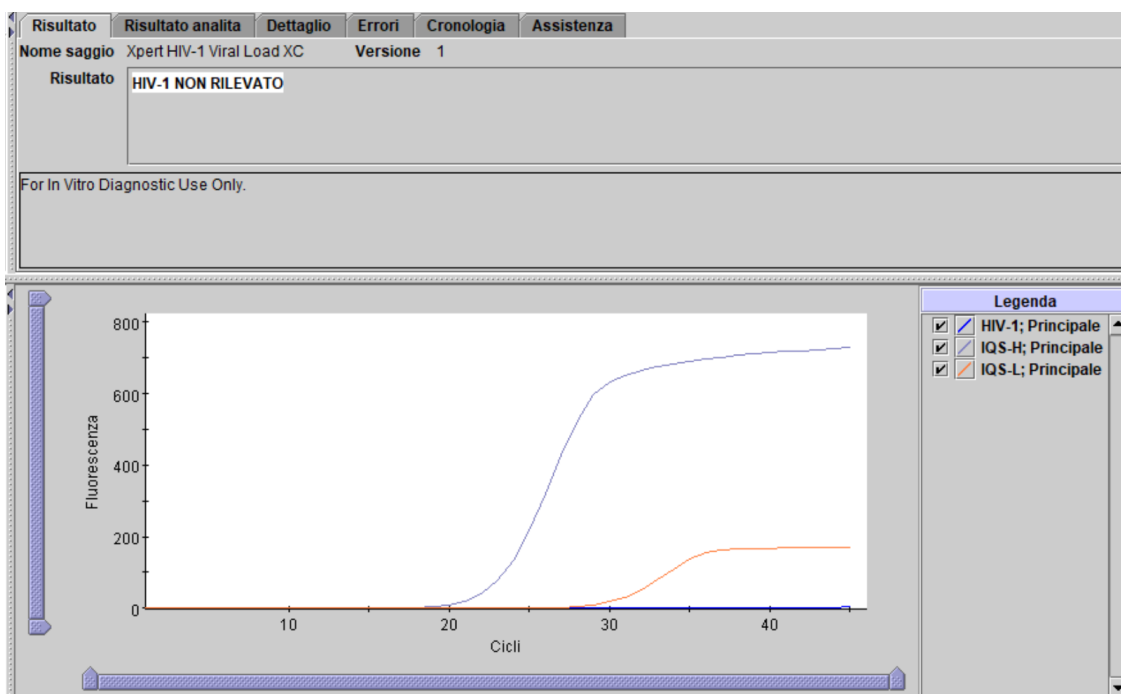 Risultato Risultato analita Dettaglio Errori Cronologia Assistenza
Nome saggio Xpert HIV-1 Viral Load XC Versione 1
Risultato HIV-1 NON RILEVATO
For In Vitro Diagnostic Use Only.
Legenda
HIV-1; Principale
IQS-H; Principale
IQS-L; Principale
800
600
400
200
0
Fluorescenza
10 20 30 40
Cicli